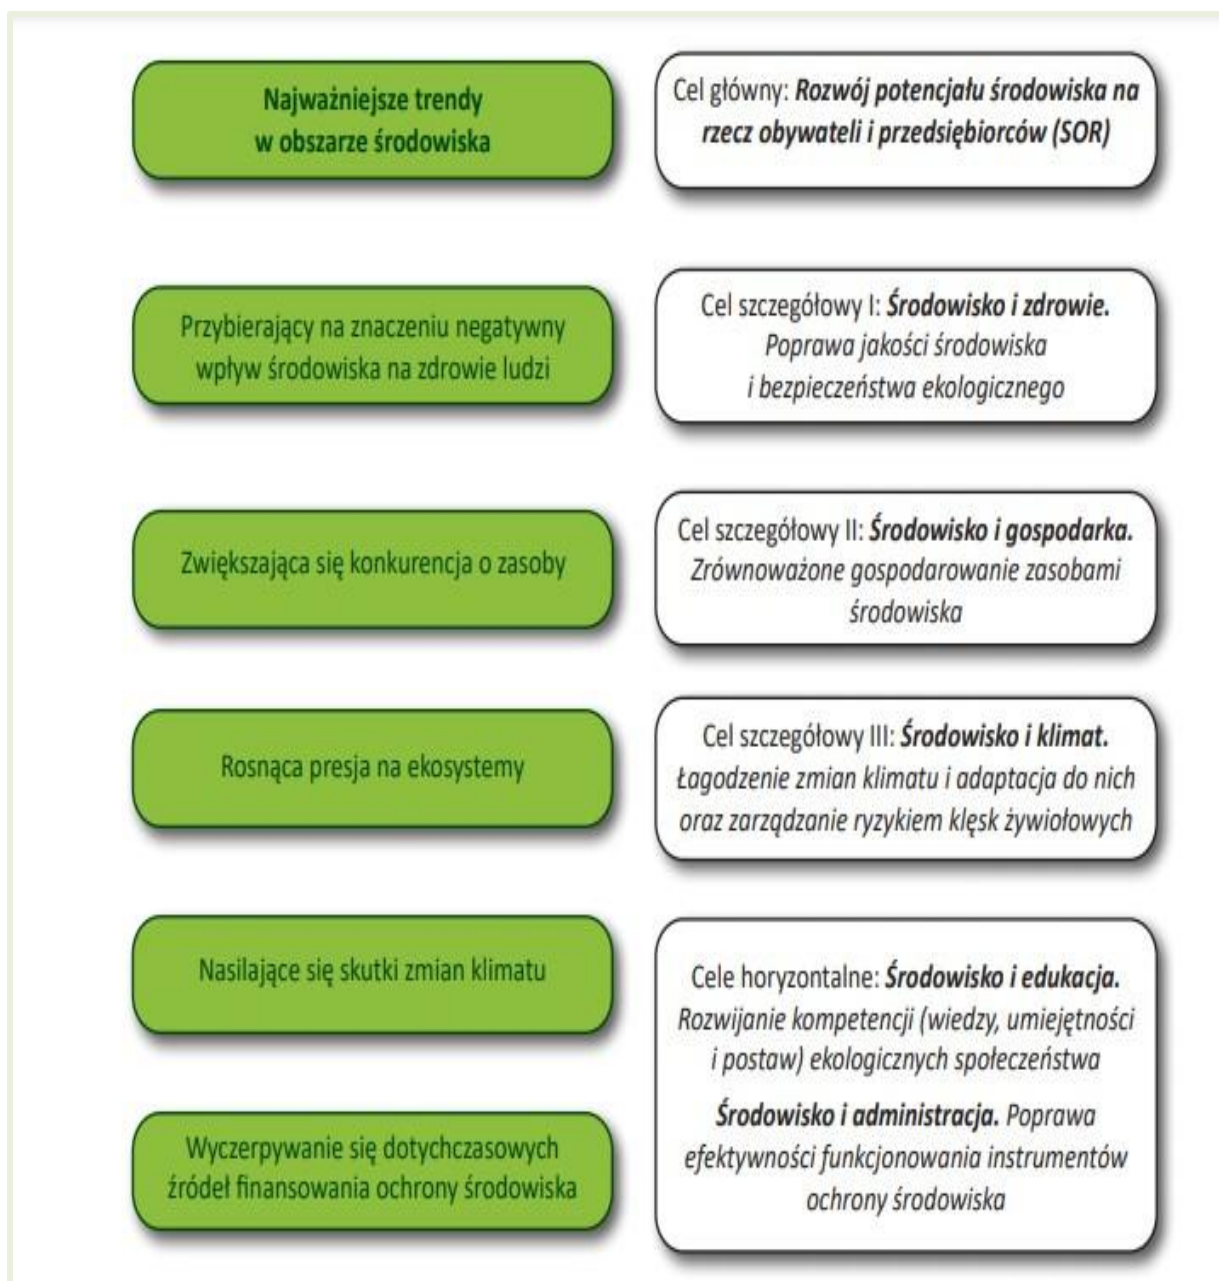 Najważniejsze trendy
w obszarze środowiska
Cel główny: Rozwój potencjału środowiska na
rzecz obywateli i przedsiębiorców (SOR)
Przybierający na znaczeniu negatywny
wpływ środowiska na zdrowie ludzi
Cel szczegółowy I: Środowisko i zdrowie.
Poprawa jakości środowiska
i bezpieczeństwa ekologicznego
Zwiększająca się konkurencja o zasoby
Cel szczegółowy II: Środowisko i gospodarka.
Zrównoważone gospodarowanie zasobami
środowiska
Rosnąca presja na ekosystemy
Cel szczegółowy III: Środowisko i klimat.
Łagodzenie zmian klimatu i adaptacja do nich
oraz zarządzanie ryzykiem klęsk żywiołowych
Nasilające się skutki zmian klimatu
Cele horyzontalne: Środowisko i edukacja.
Rozwijanie kompetencji (wiedzy, umiejętności
i postaw) ekologicznych społeczeństwa
Środowisko i administracja. Poprawa
efektywności funkcjonowania instrumentów
ochrony środowiska
Wyczerpywanie się dotychczasowych
źródeł finansowania ochrony środowiska